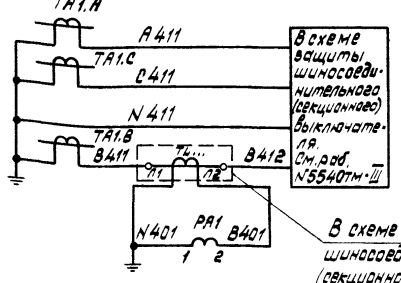 TA1.A
A411
TA1.C
C411
N411
TA1.B
B411
TL...
B412
Л1
Л2
N401
PA1
B401
1 2
В схеме
защиты
шиносоеди-
нительного
(секционного)
выключате-
ля.
См. раб.
N5540тм-III
В схеме
шиносоед
(секционно